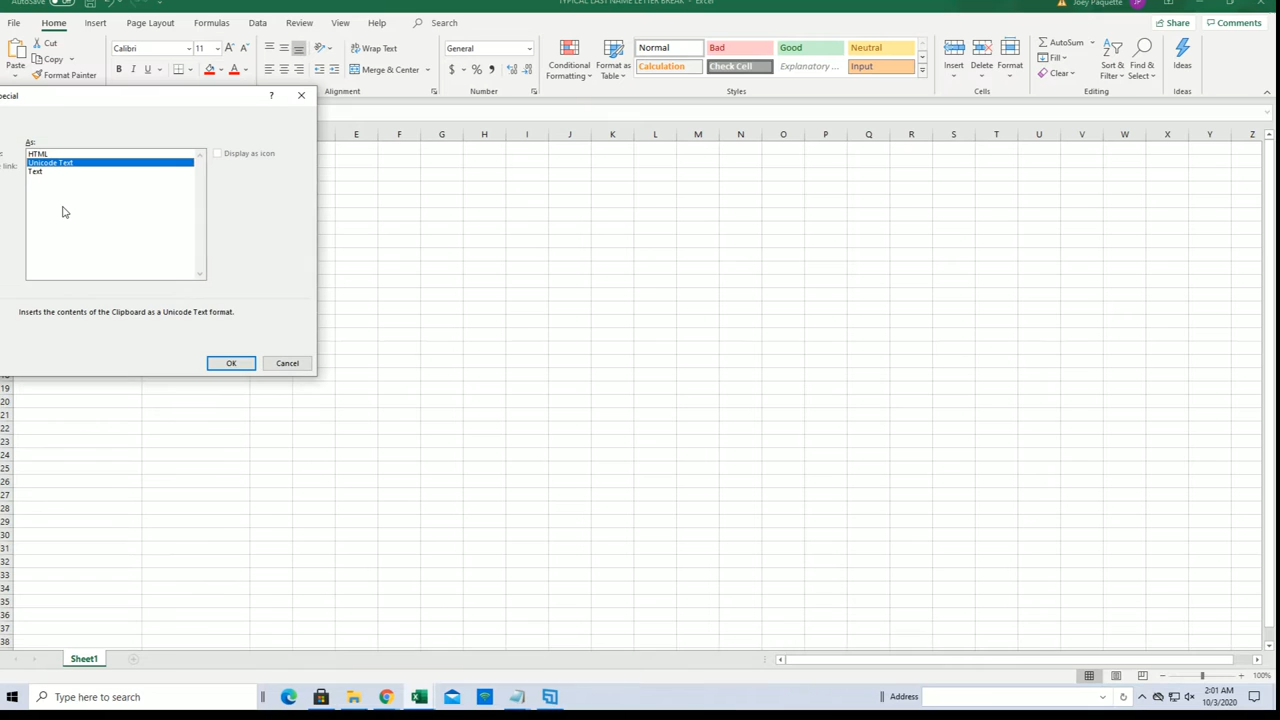 AutoSave Off TYPICAL LAST NAME LETTER BREAK - Excel Joey Paquette JP
File Home Insert Page Layout Formulas Data Review View Help Search Share Comments
Paste Cut Copy Format Painter
Calibri 11 A A
B I U A
Wrap Text
Merge & Center
General
$ % ,
Conditional Formatting
Format as Table
Normal Bad Good Neutral
Calculation Check Cell Explanatory ... Input
Insert Delete Format
AutoSum
Fill
Clear
Sort & Filter
Find & Select
Ideas
Alignment Number Styles Cells Editing Ideas
pecial ?
As:
HTML
Unicode Text
Text
link:
Display as icon
Inserts the contents of the Clipboard as a Unicode Text format.
OK Cancel
E F G H I J K L M N O P Q R S T U V W X Y Z
19
20
21
22
23
24
25
26
27
28
29
30
31
32
33
34
35
36
37
38
Sheet1
100%
Type here to search
Address
2:01 AM
10/3/2020